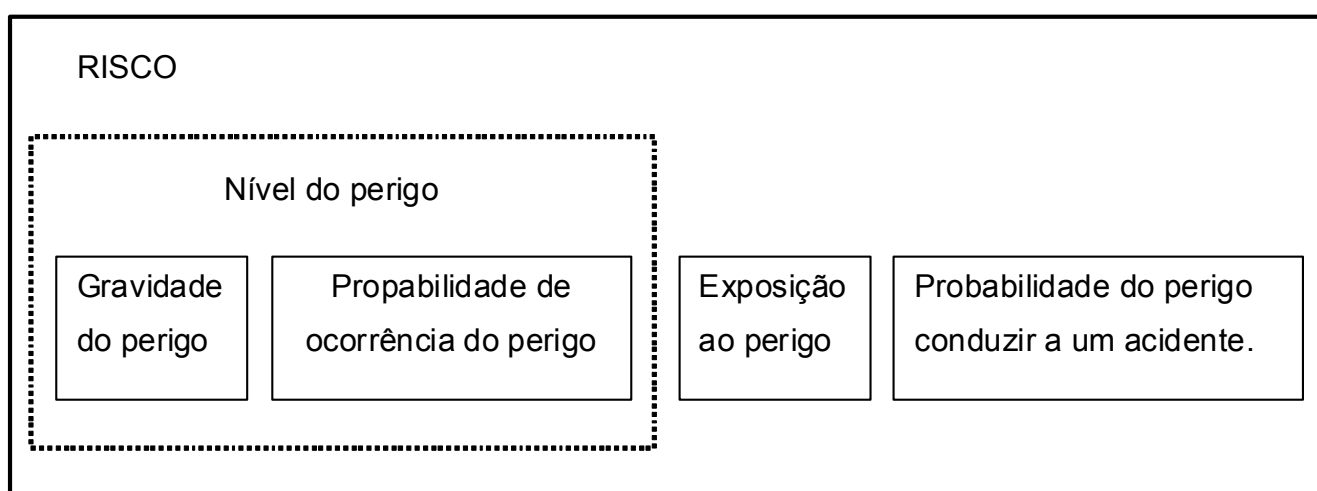 RISCO
Nível do perigo
Gravidade
do perigo
Propabilidade de
ocorrência do perigo
Exposição
ao perigo
Probabilidade do perigo
conduzir a um acidente.